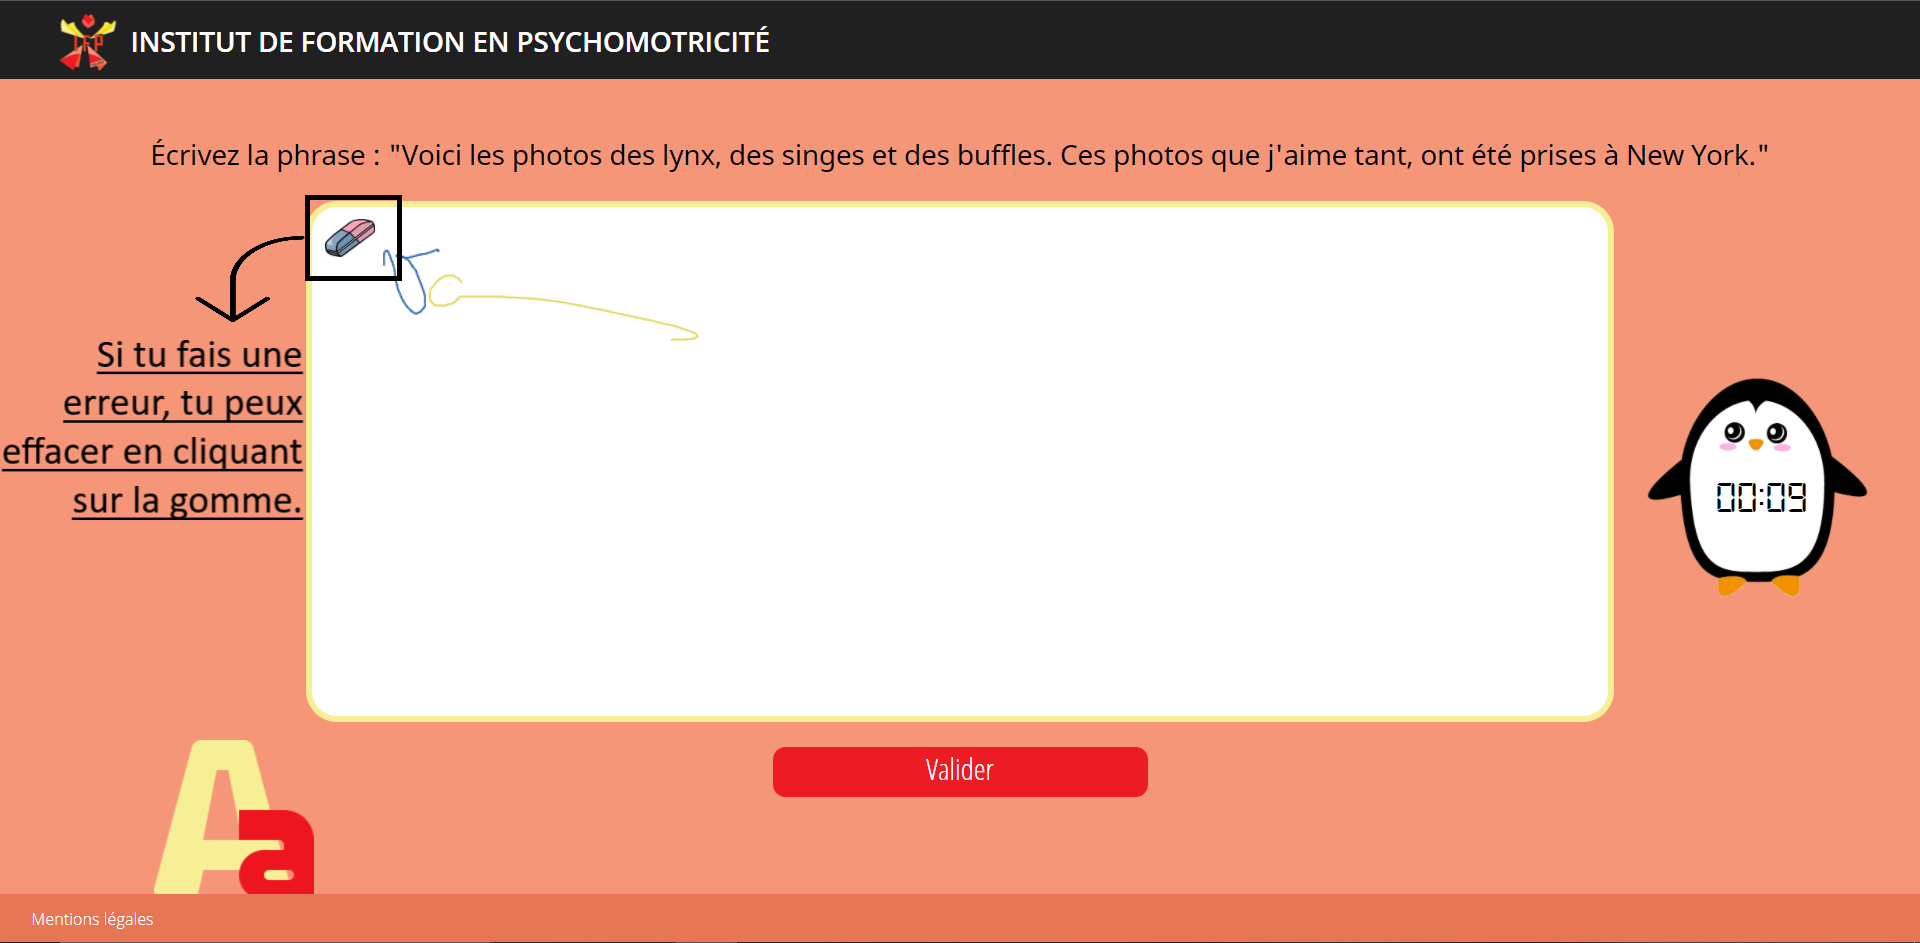 INSTITUT DE FORMATION EN PSYCHOMOTRICITÉ
Écrivez la phrase : "Voici les photos des lynx, des singes et des buffles. Ces photos que j'aime tant, ont été prises à New York."
Si tu fais une
erreur, tu peux
effacer en cliquant
sur la gomme.
00:09
Valider
Aa
Mentions légales